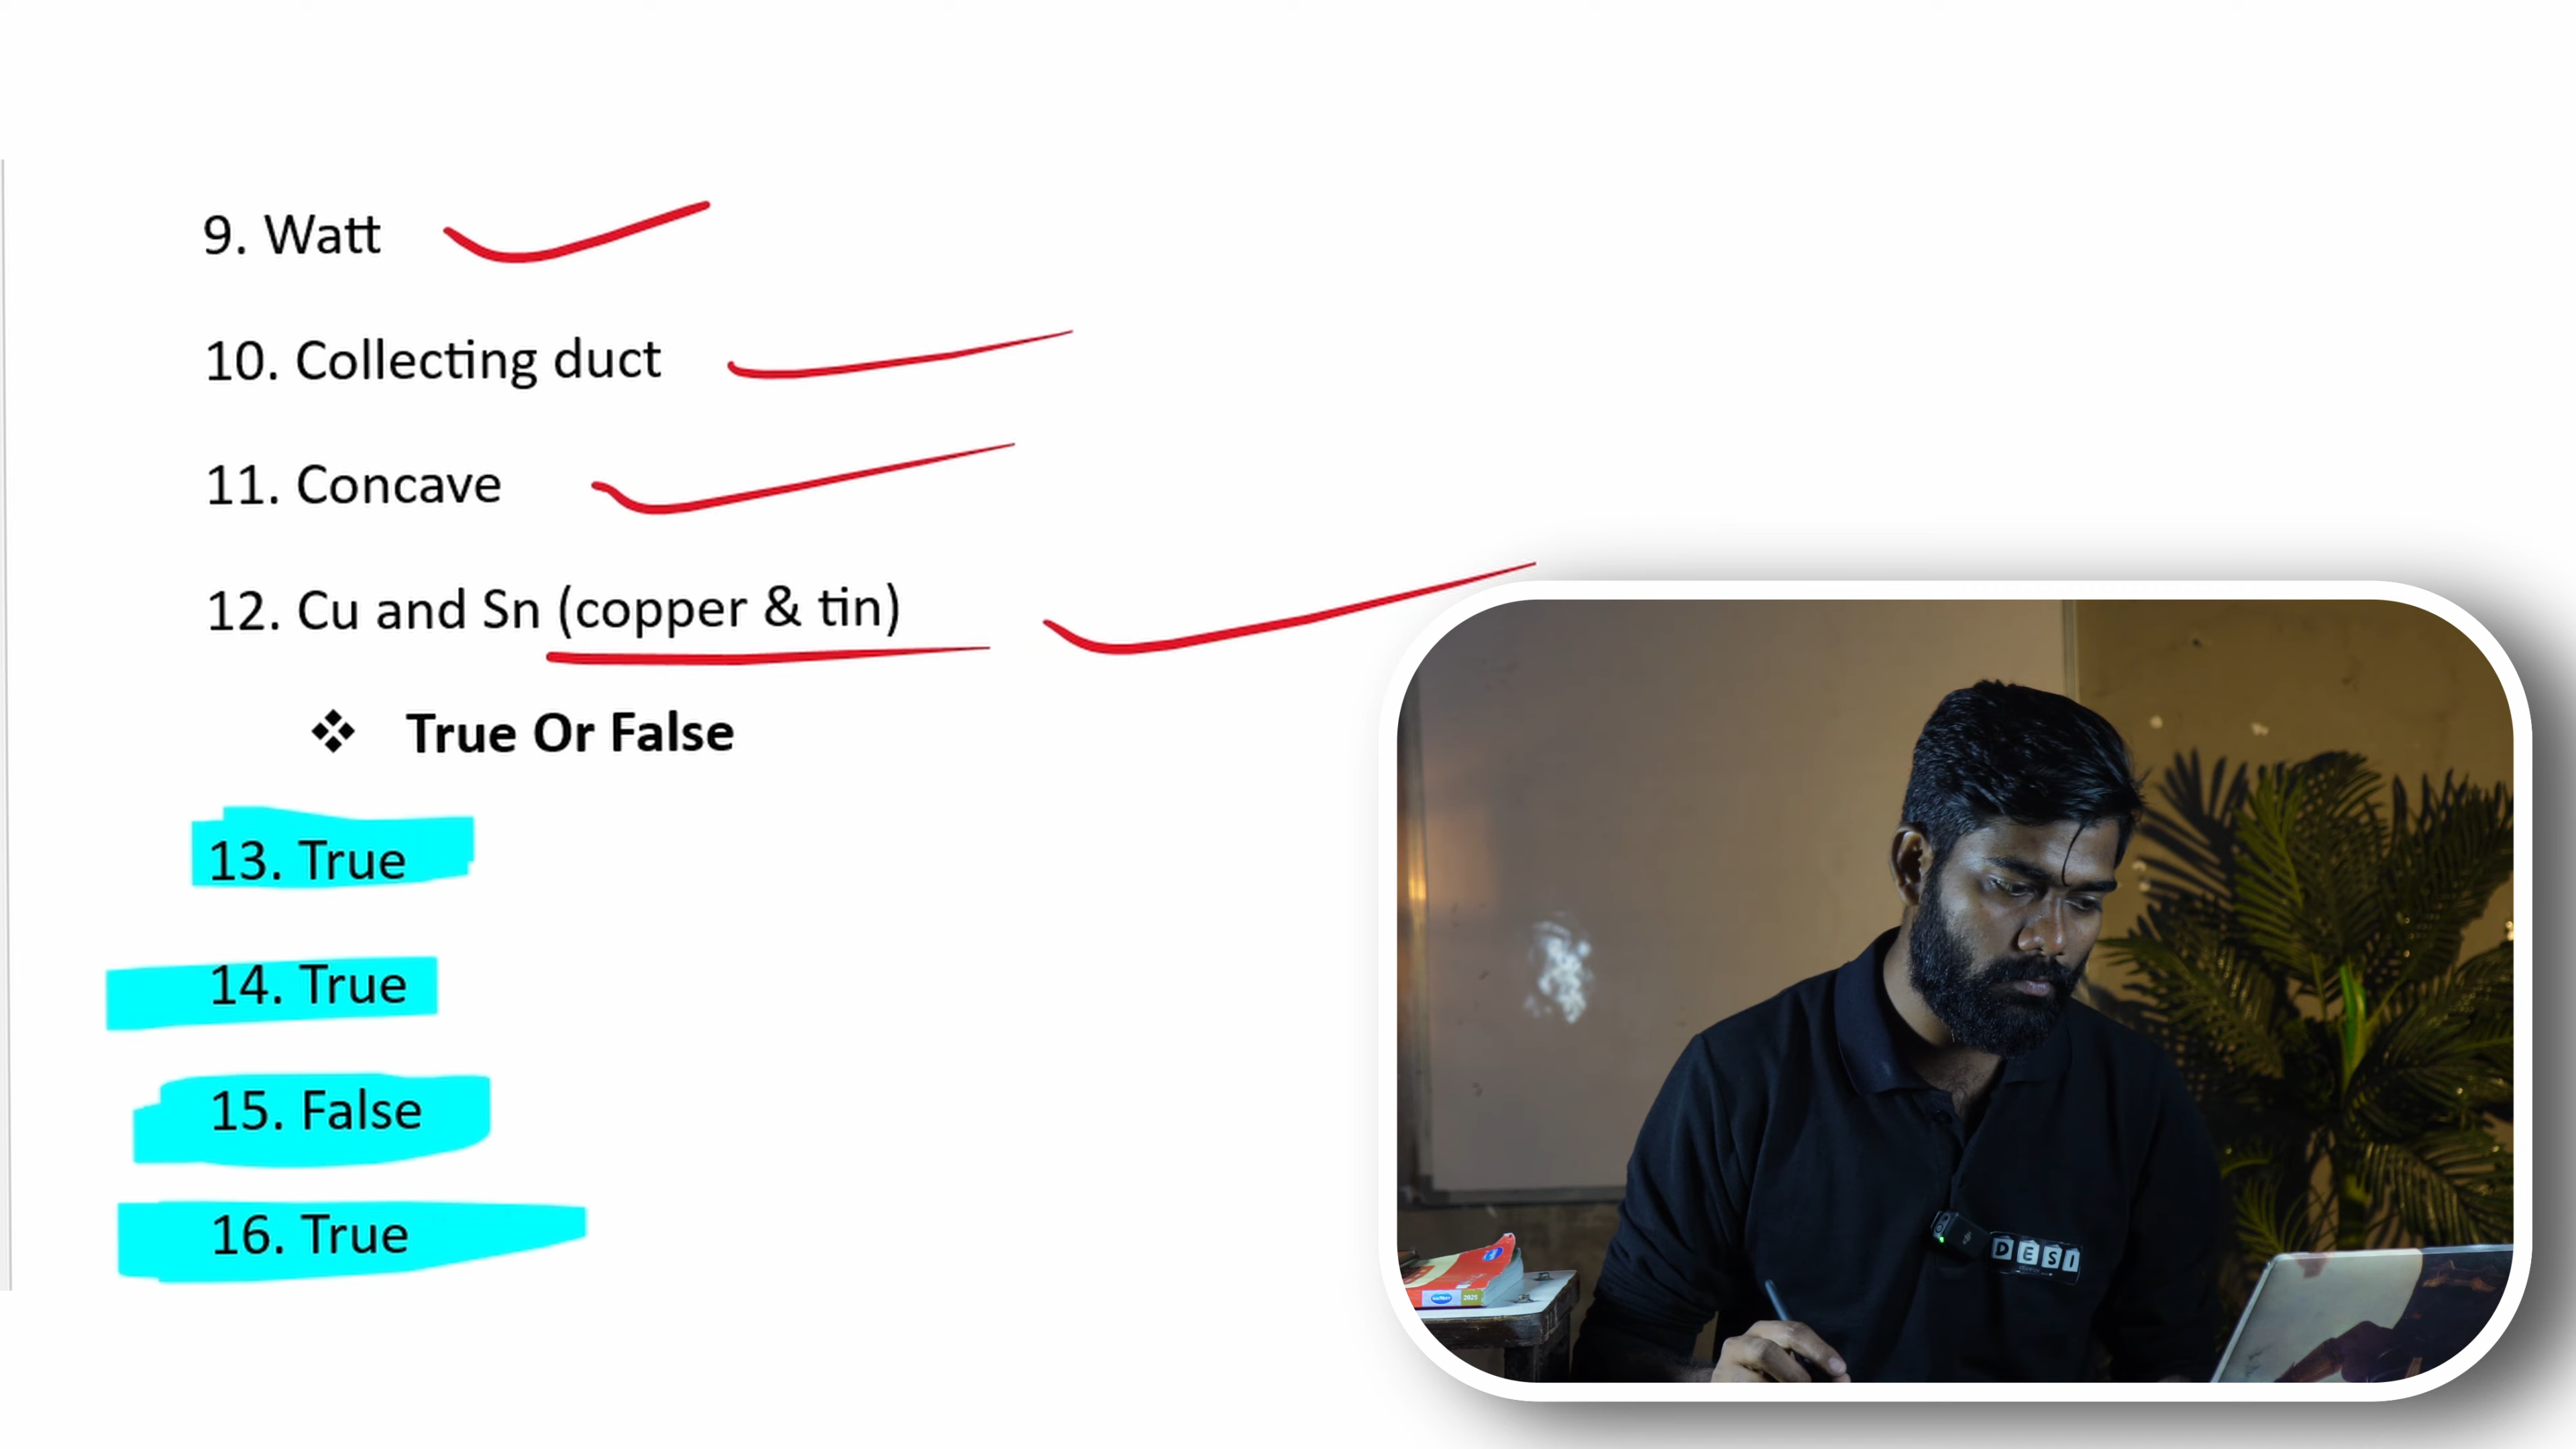 9. Watt
10. Collecting duct
11. Concave
12. Cu and Sn (copper & tin)
❖ True Or False
13. True
14. True
15. False
16. True
DESI
2025